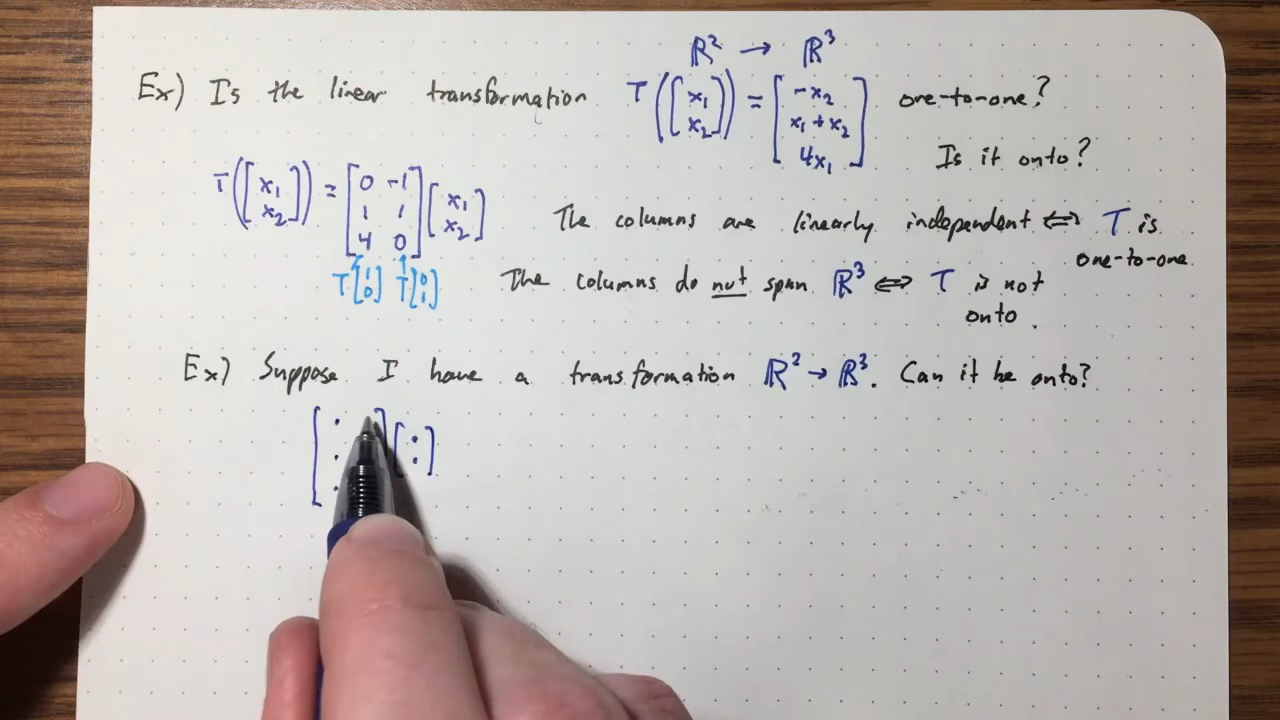 ℝ² → ℝ³
Ex) Is the linear transformation T([x₁ x₂]) = [-x₂ x₁+x₂ 4x₁] one-to-one?
Is it onto?
T([x₁ x₂]) = [0 -1 1 1 4 0][x₁ x₂]
The columns are linearly independent ⟺ T is
one-to-one.
T[1 0] T[0 1]
The columns do not span ℝ³ ⟺ T is not
onto.
Ex) Suppose I have a transformation ℝ² → ℝ³. Can it be onto?